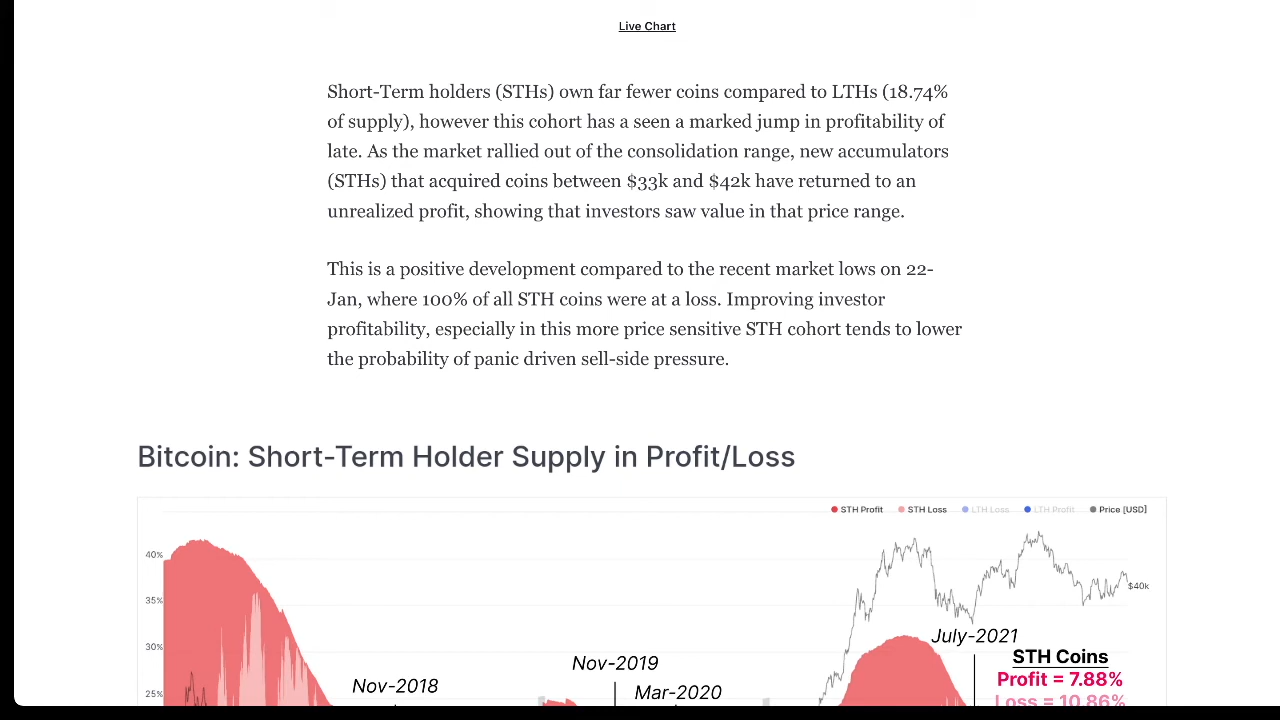 Live Chart
Short-Term holders (STHs) own far fewer coins compared to LTHs (18.74%
of supply), however this cohort has a seen a marked jump in profitability of
late. As the market rallied out of the consolidation range, new accumulators
(STHs) that acquired coins between $33k and $42k have returned to an
unrealized profit, showing that investors saw value in that price range.
This is a positive development compared to the recent market lows on 22-
Jan, where 100% of all STH coins were at a loss. Improving investor
profitability, especially in this more price sensitive STH cohort tends to lower
the probability of panic driven sell-side pressure.
Bitcoin: Short-Term Holder Supply in Profit/Loss
STH Profit STH Loss LTH Loss LTH Profit Price [USD]
40%
$40k
35%
July-2021
30%
STH Coins
Nov-2019
Profit = 7.88%
Nov-2018
Mar-2020
25%
Loss = 10.86%